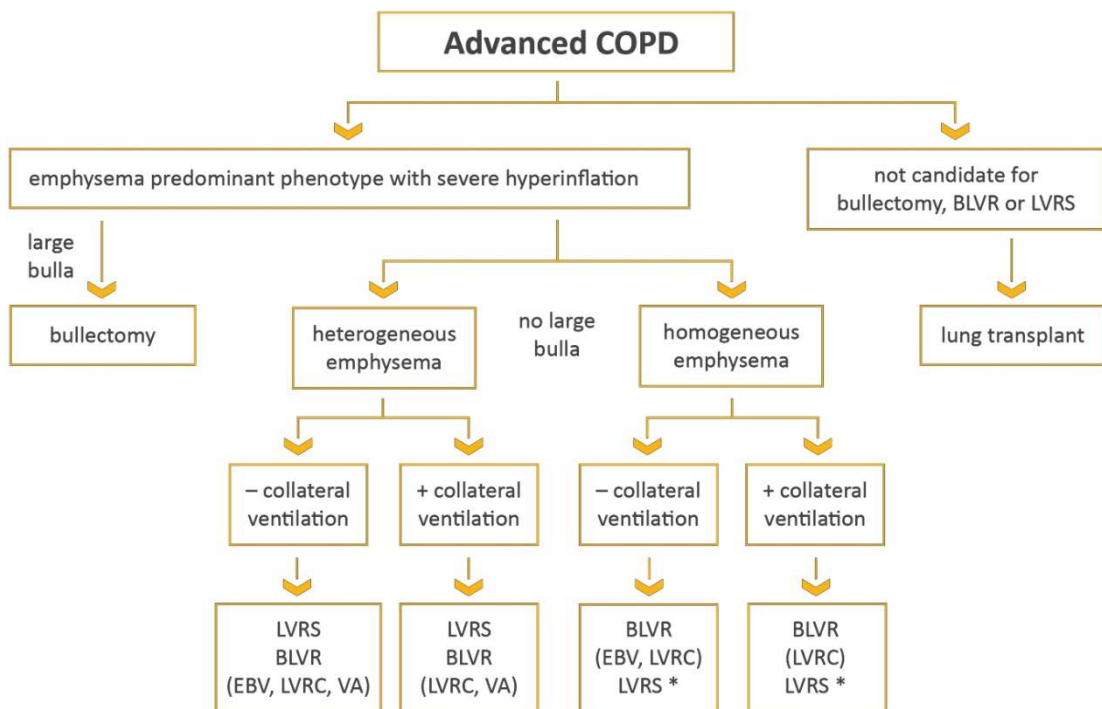 Advanced COPD
emphysema predominant phenotype with severe hyperinflation
not candidate for
bullectomy, BLVR or LVRS
large
bulla
bullectomy
heterogeneous
emphysema
no large
bulla
homogeneous
emphysema
lung transplant
– collateral
ventilation
+ collateral
ventilation
– collateral
ventilation
+ collateral
ventilation
LVRS
BLVR
(EBV, LVRC, VA)
LVRS
BLVR
(LVRC, VA)
BLVR
(EBV, LVRC)
LVRS *
BLVR
(LVRC)
LVRS *